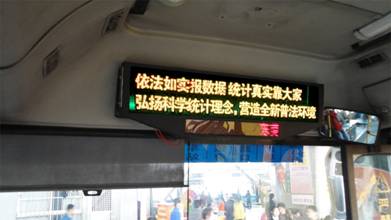 依法如实报数据 统计真实靠大家
弘扬科学统计理念,营造全新普法环境